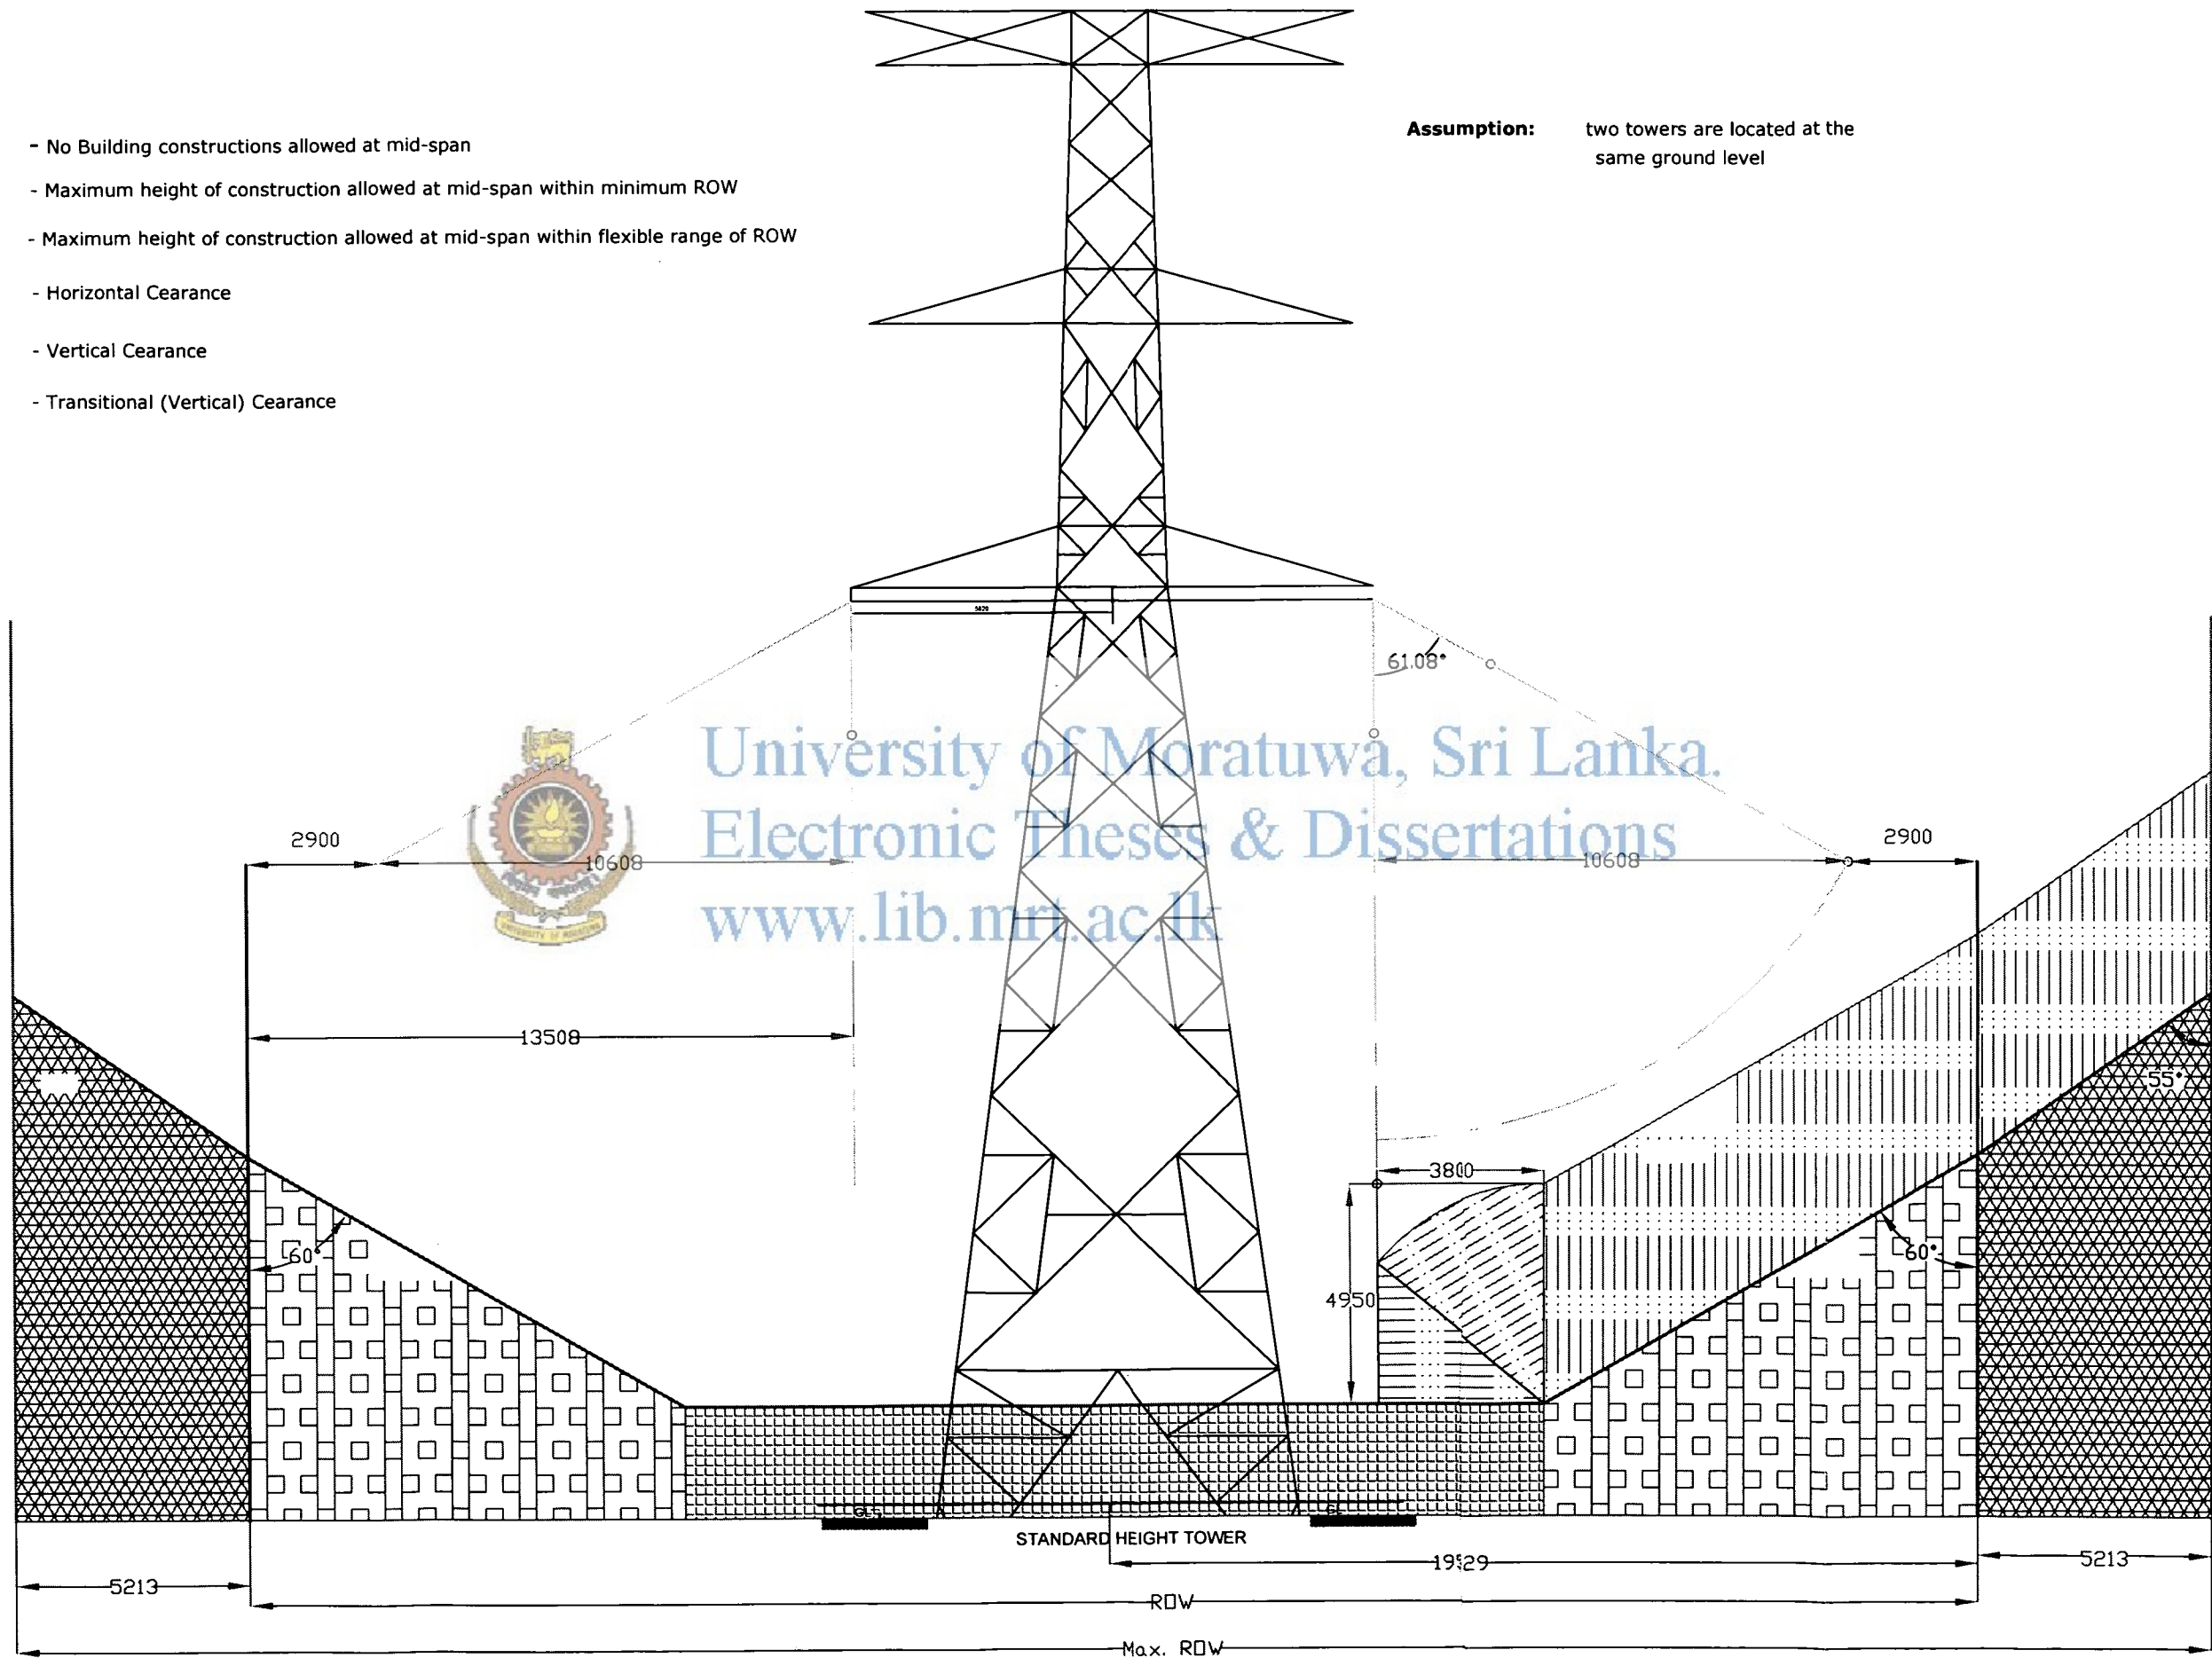 - No Building constructions allowed at mid-span
- Maximum height of construction allowed at mid-span within minimum ROW
- Maximum height of construction allowed at mid-span within flexible range of ROW
- Horizontal Cearance
- Vertical Cearance
- Transitional (Vertical) Cearance
Assumption: two towers are located at the
same ground level
5820
61.08°
University of Moratuwa, Sri Lanka.
Electronic Theses & Dissertations
www.lib.mrt.ac.lk
UNIVERSITY OF MORATUWA
2900
10608
10608
2900
13508
55°
3800
60°
60°
4950
STANDARD HEIGHT TOWER
5213
5213
ROW
Max. ROW